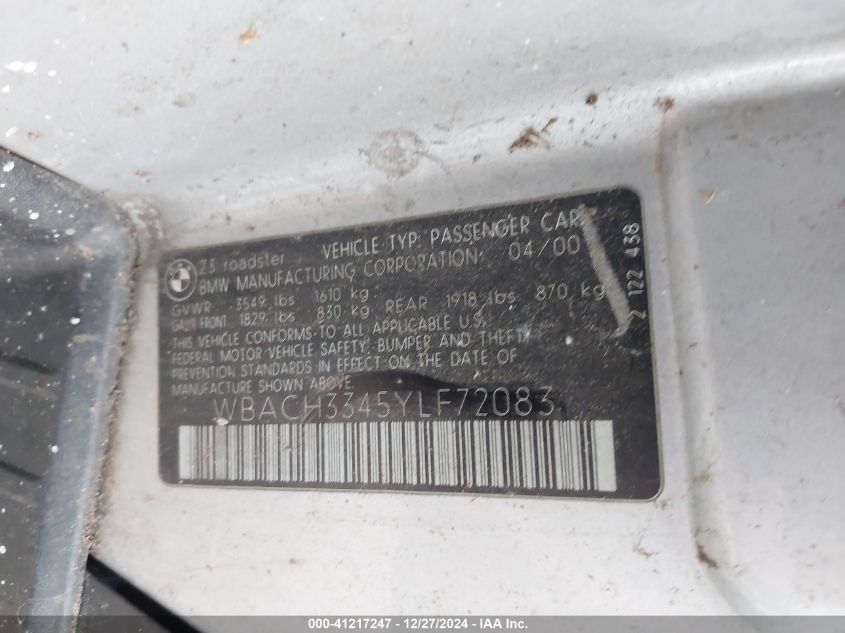 Z3 roadster VEHICLE TYP: PASSENGER CAR
BMW MANUFACTURING CORPORATION 04/00
GVWR 3549 lbs 1610 kg
GAWR FRONT 1829 lbs 830 kg REAR 1918 lbs 870 kg
THIS VEHICLE CONFORMS TO ALL APPLICABLE U.S.
FEDERAL MOTOR VEHICLE SAFETY, BUMPER AND THEFT
PREVENTION STANDARDS IN EFFECT ON THE DATE OF
MANUFACTURE SHOWN ABOVE.
WBACH3345YLF72083
2 122 438
000-41217247 — 12/27/2024 — IAA Inc.